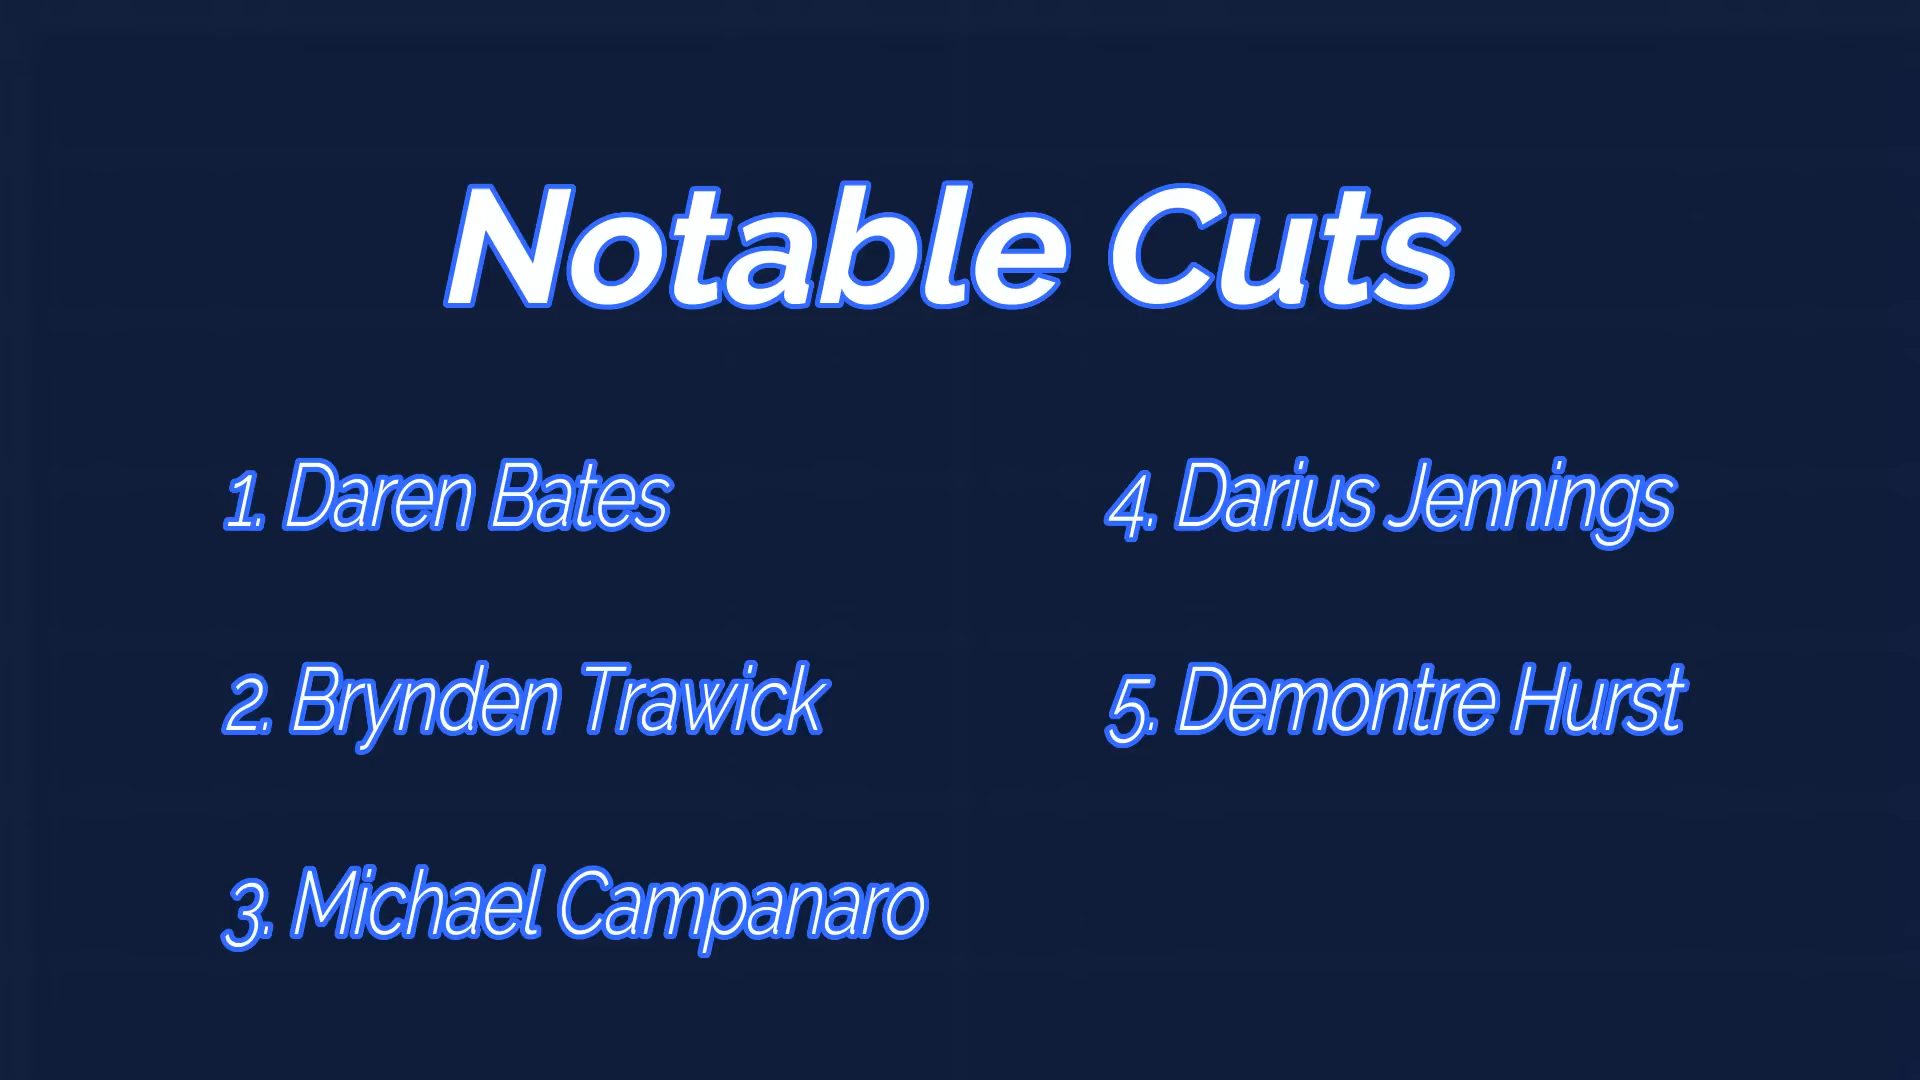 Notable Cuts
1. Daren Bates
2. Brynden Trawick
3. Michael Campanaro
4. Darius Jennings
5. Demontre Hurst